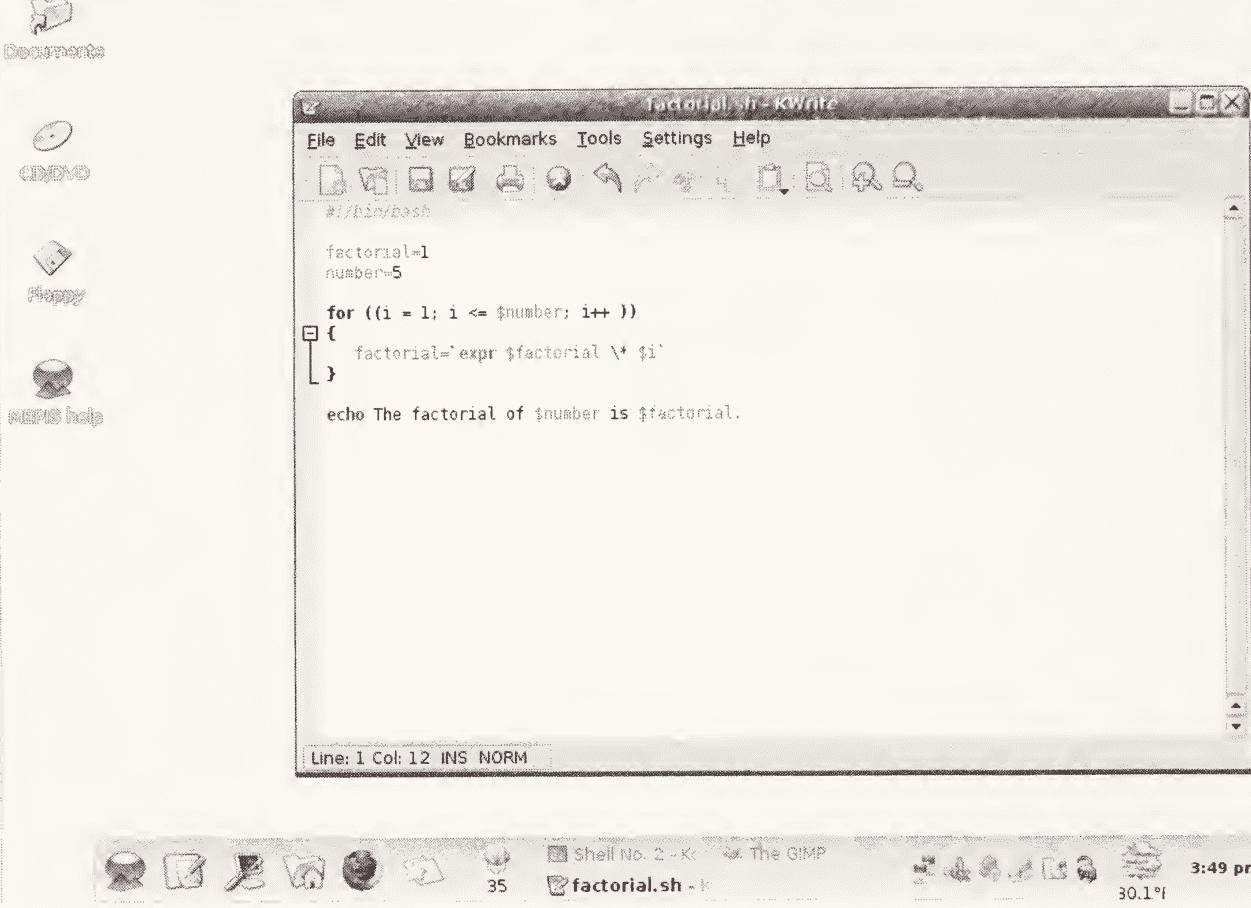 Documents
CD/DVD
Floppy
MEPIS help
factorial.sh - KWrite
File Edit View Bookmarks Tools Settings Help
#!/bin/bash
factorial=1
number=5
for ((i = 1; i <= $number; i++ ))
{
factorial=`expr $factorial \* $i`
}
echo The factorial of $number is $factorial.
Line: 1 Col: 12 INS NORM
35
Shell No. 2 - Ko
The GIMP
factorial.sh - K
30.1°F
3:49 pm